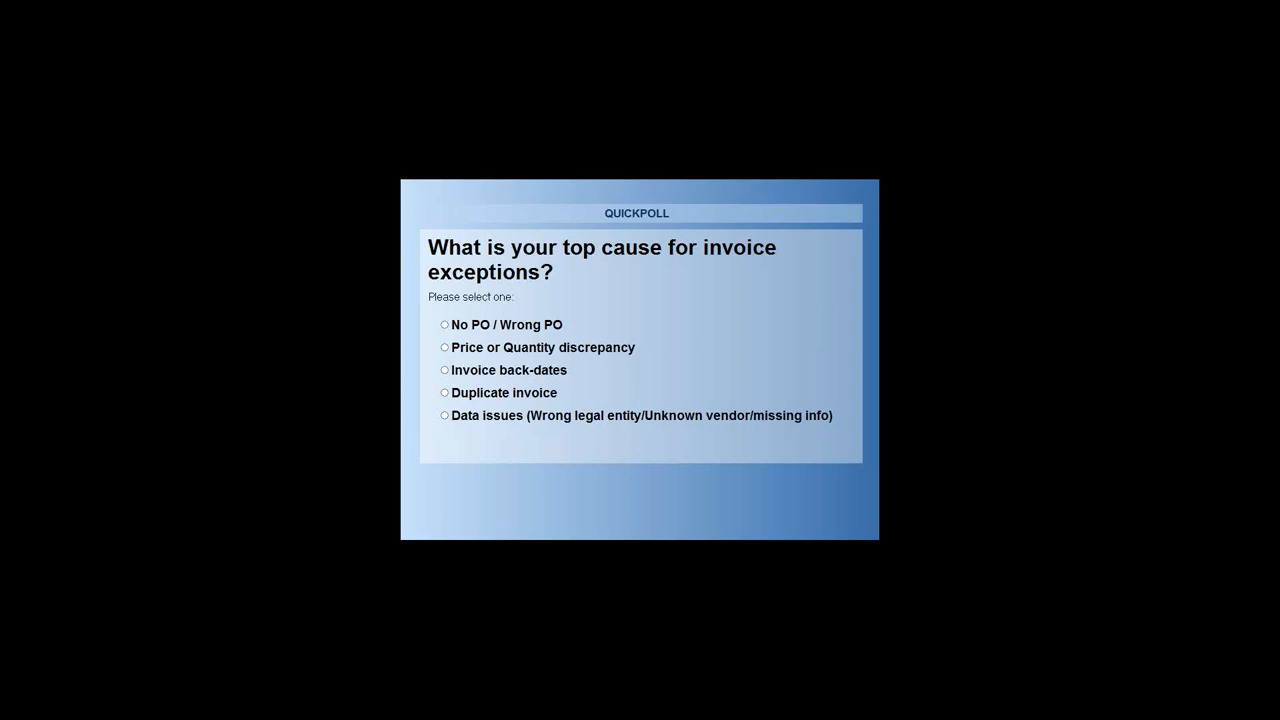 QUICKPOLL
What is your top cause for invoice
exceptions?
Please select one:
No PO / Wrong PO
Price or Quantity discrepancy
Invoice back-dates
Duplicate invoice
Data issues (Wrong legal entity/Unknown vendor/missing info)